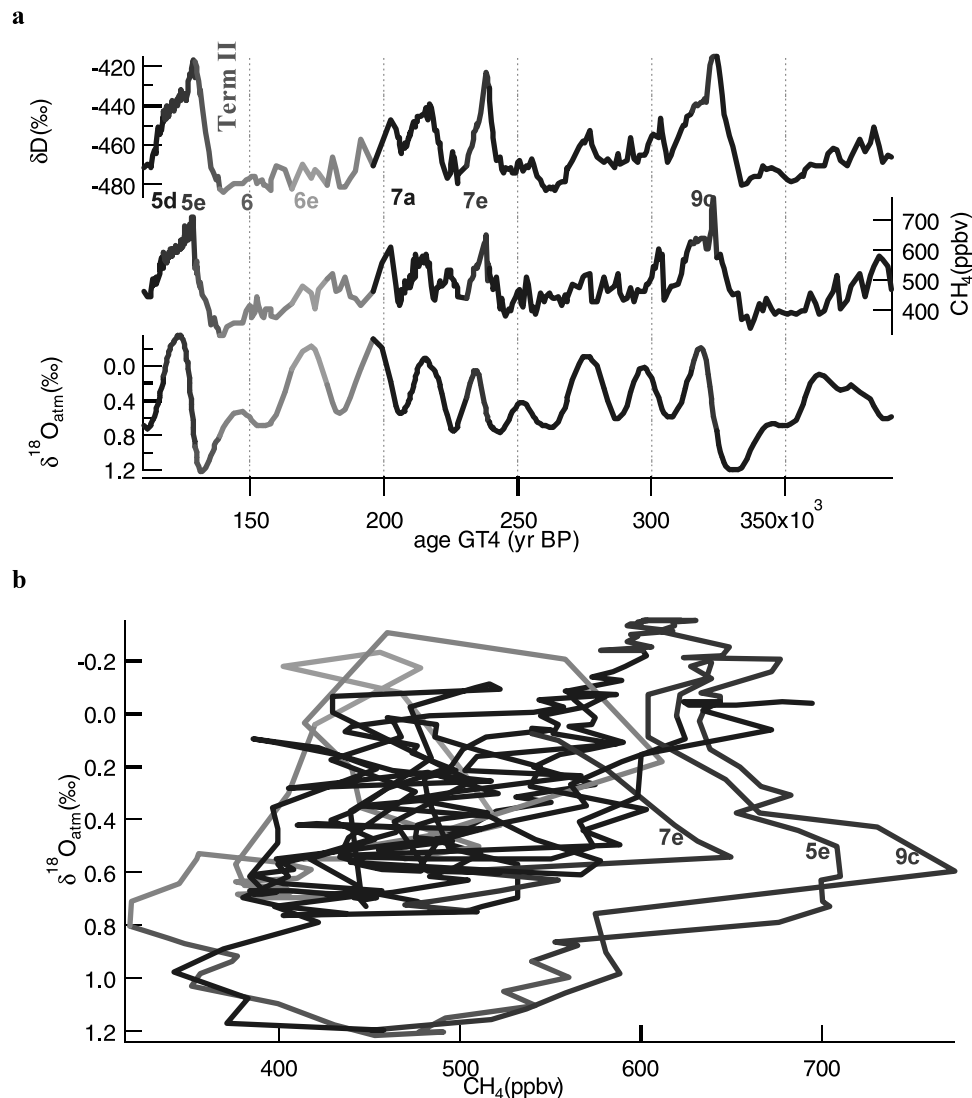 a
Term II
-420
-440
-460
-480
δD(‰)
5d 5e 6 6e 7a 7e 9c
700
600
500
400
CH4(ppbv)
0.0
0.4
0.8
1.2
δ18Oatm(‰)
150 200 250 300 350x10³
age GT4 (yr BP)
b
-0.2
0.0
0.2
0.4
0.6
0.8
1.0
1.2
δ18Oatm(‰)
7e 5e 9c
400 500 600 700
CH4(ppbv)